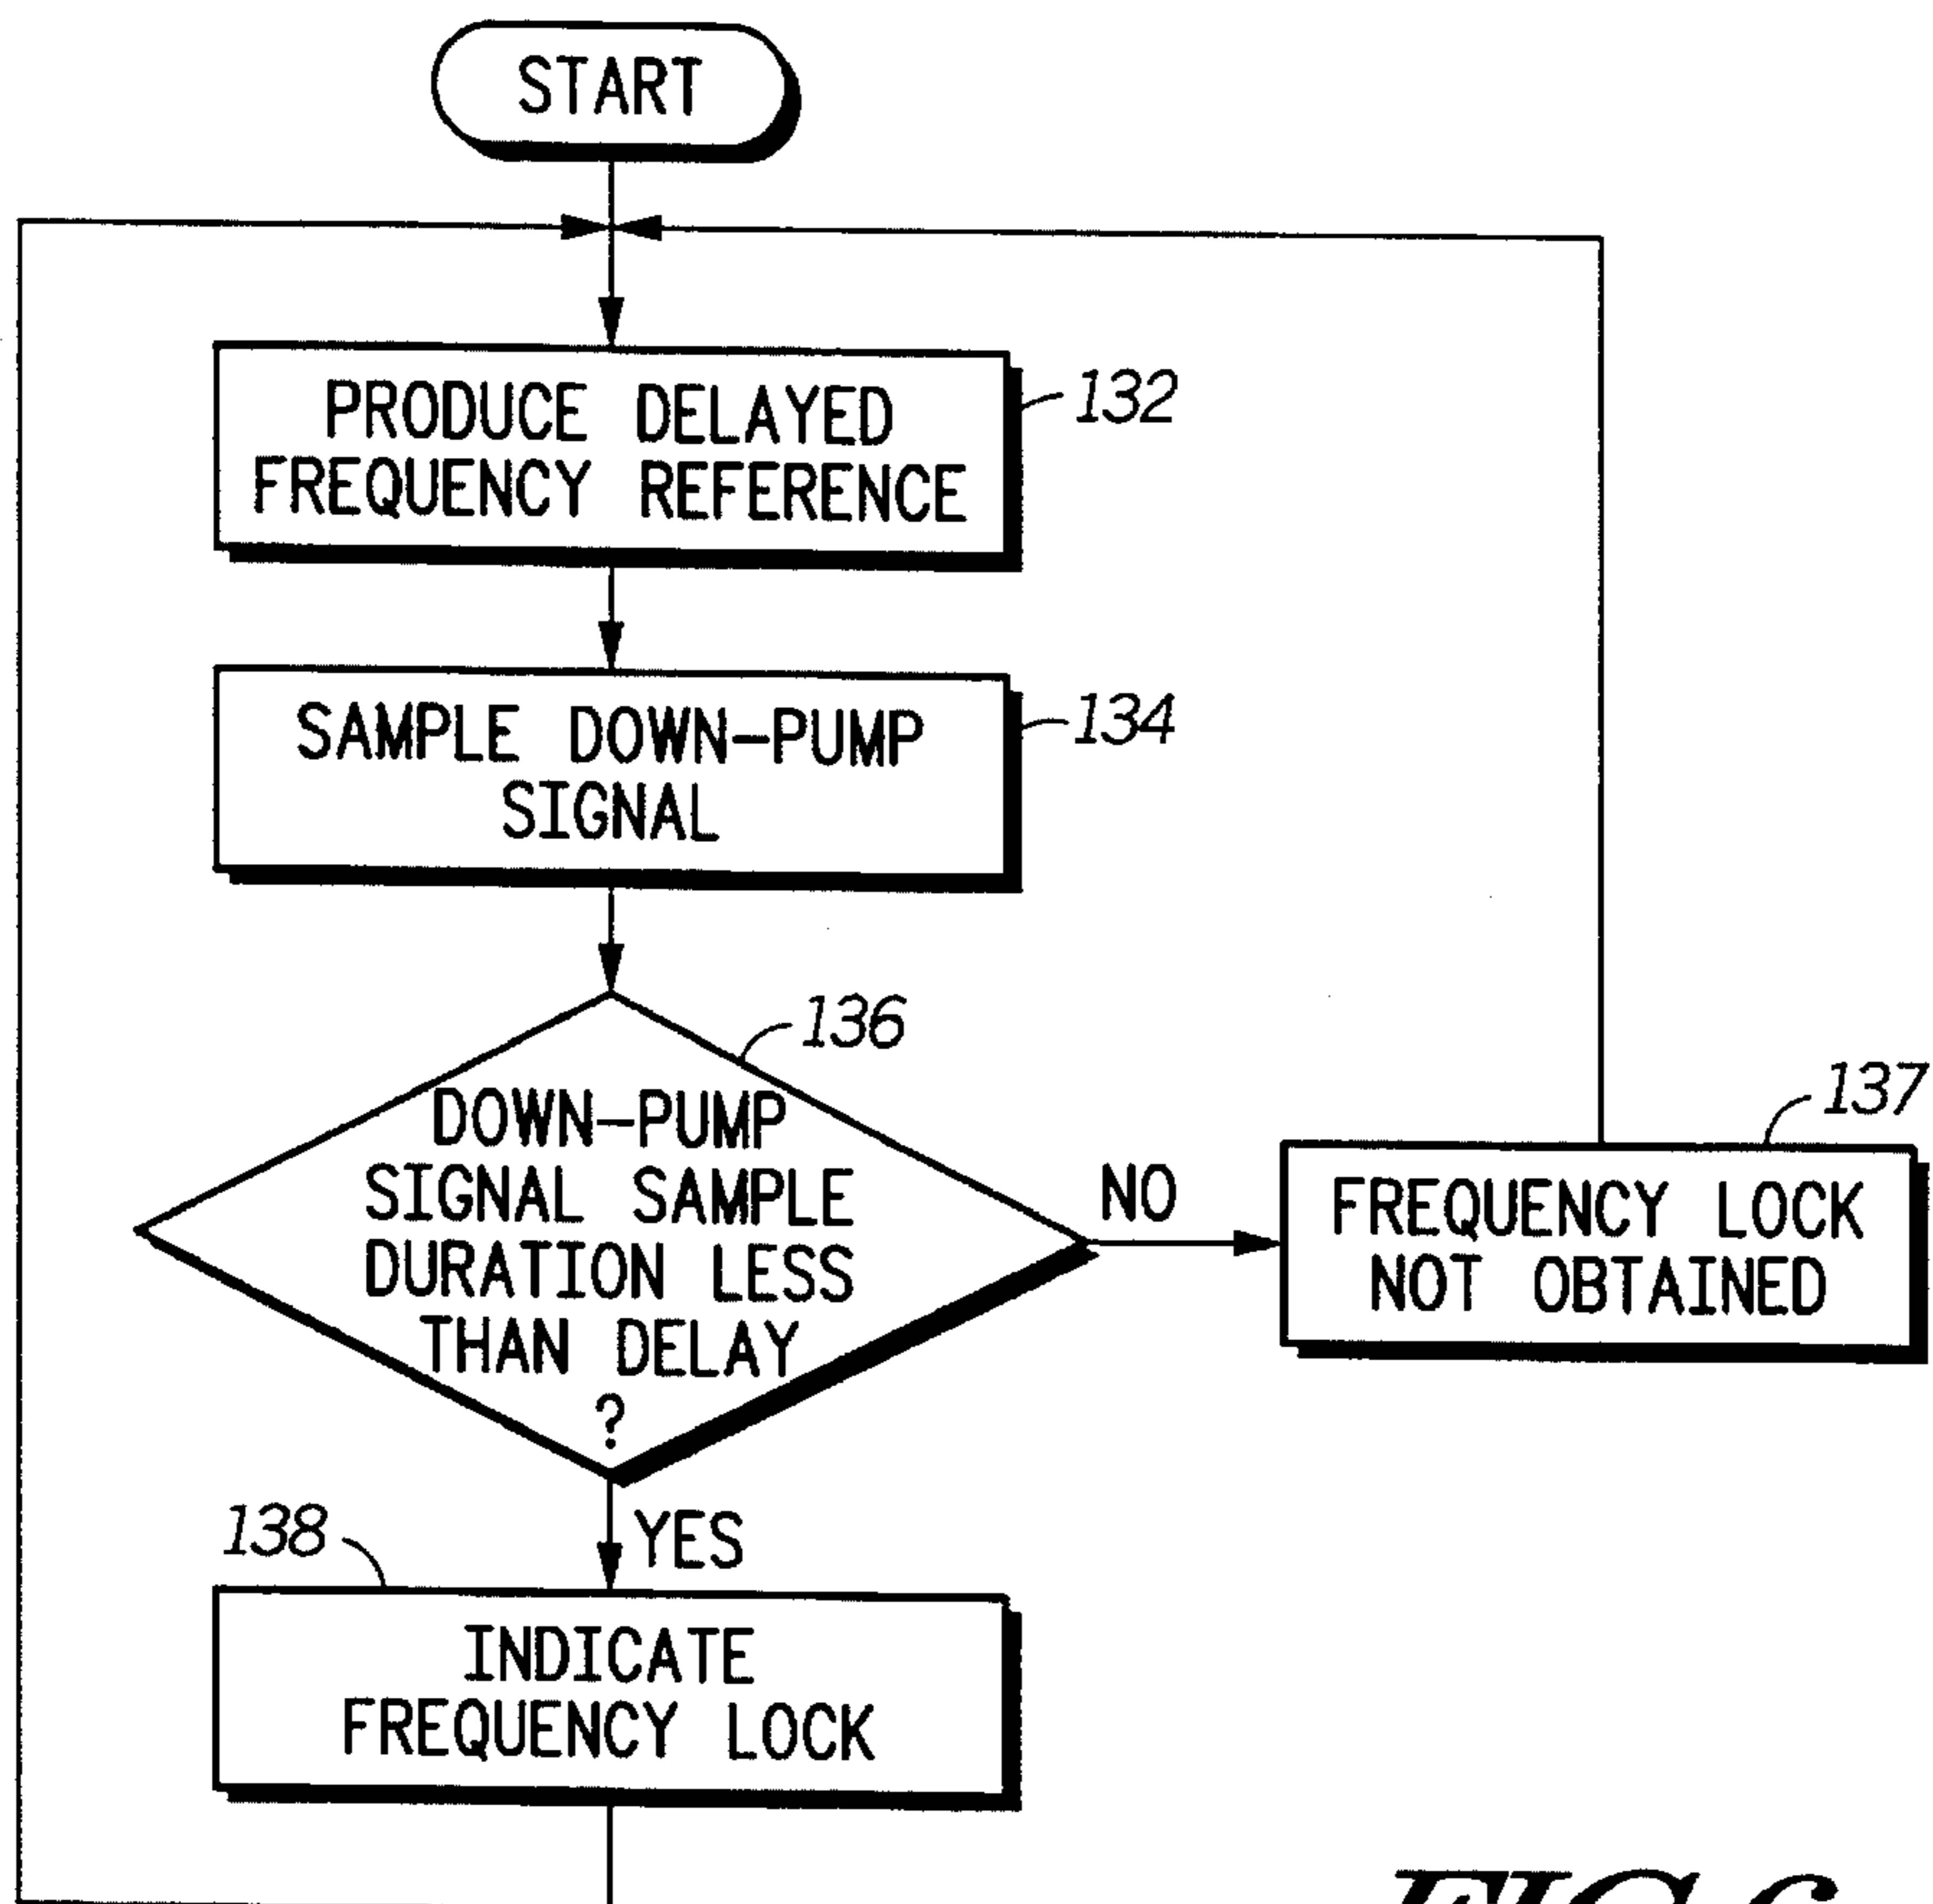 START
PRODUCE DELAYED
FREQUENCY REFERENCE
132
SAMPLE DOWN-PUMP
SIGNAL
134
136
DOWN-PUMP
SIGNAL SAMPLE
DURATION LESS
THAN DELAY
?
NO
137
FREQUENCY LOCK
NOT OBTAINED
YES
138
INDICATE
FREQUENCY LOCK